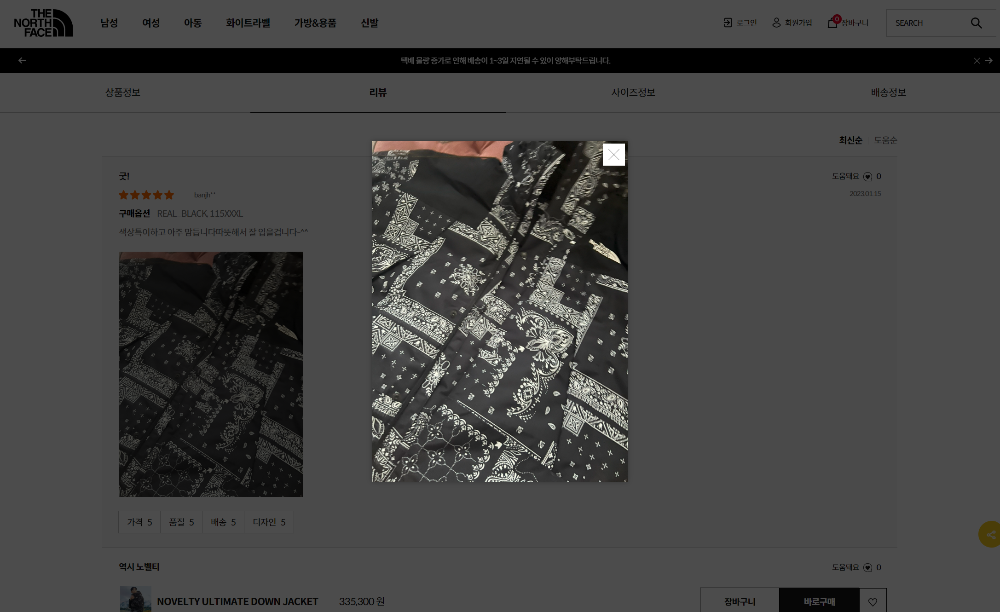 THE
NORTH
FACE
남성 여성 아동 화이트라벨 가방&용품 신발
로그인 회원가입 0 장바구니 SEARCH
택배 물량 증가로 인해 배송이 1~3일 지연될 수 있어 양해부탁드립니다.
상품정보 리뷰 사이즈정보 배송정보
최신순 도움순
굿! 도움돼요 0
banjh** 2023.01.15
구매옵션 REAL_BLACK, 115XXXL
색상특이하고 아주 맘듭니다따뜻해서 잘 입을겁니다~^^
가격 5 품질 5 배송 5 디자인 5
역시 노벨티 도움돼요 0
NOVELTY ULTIMATE DOWN JACKET 335,300 원 장바구니 바로구매